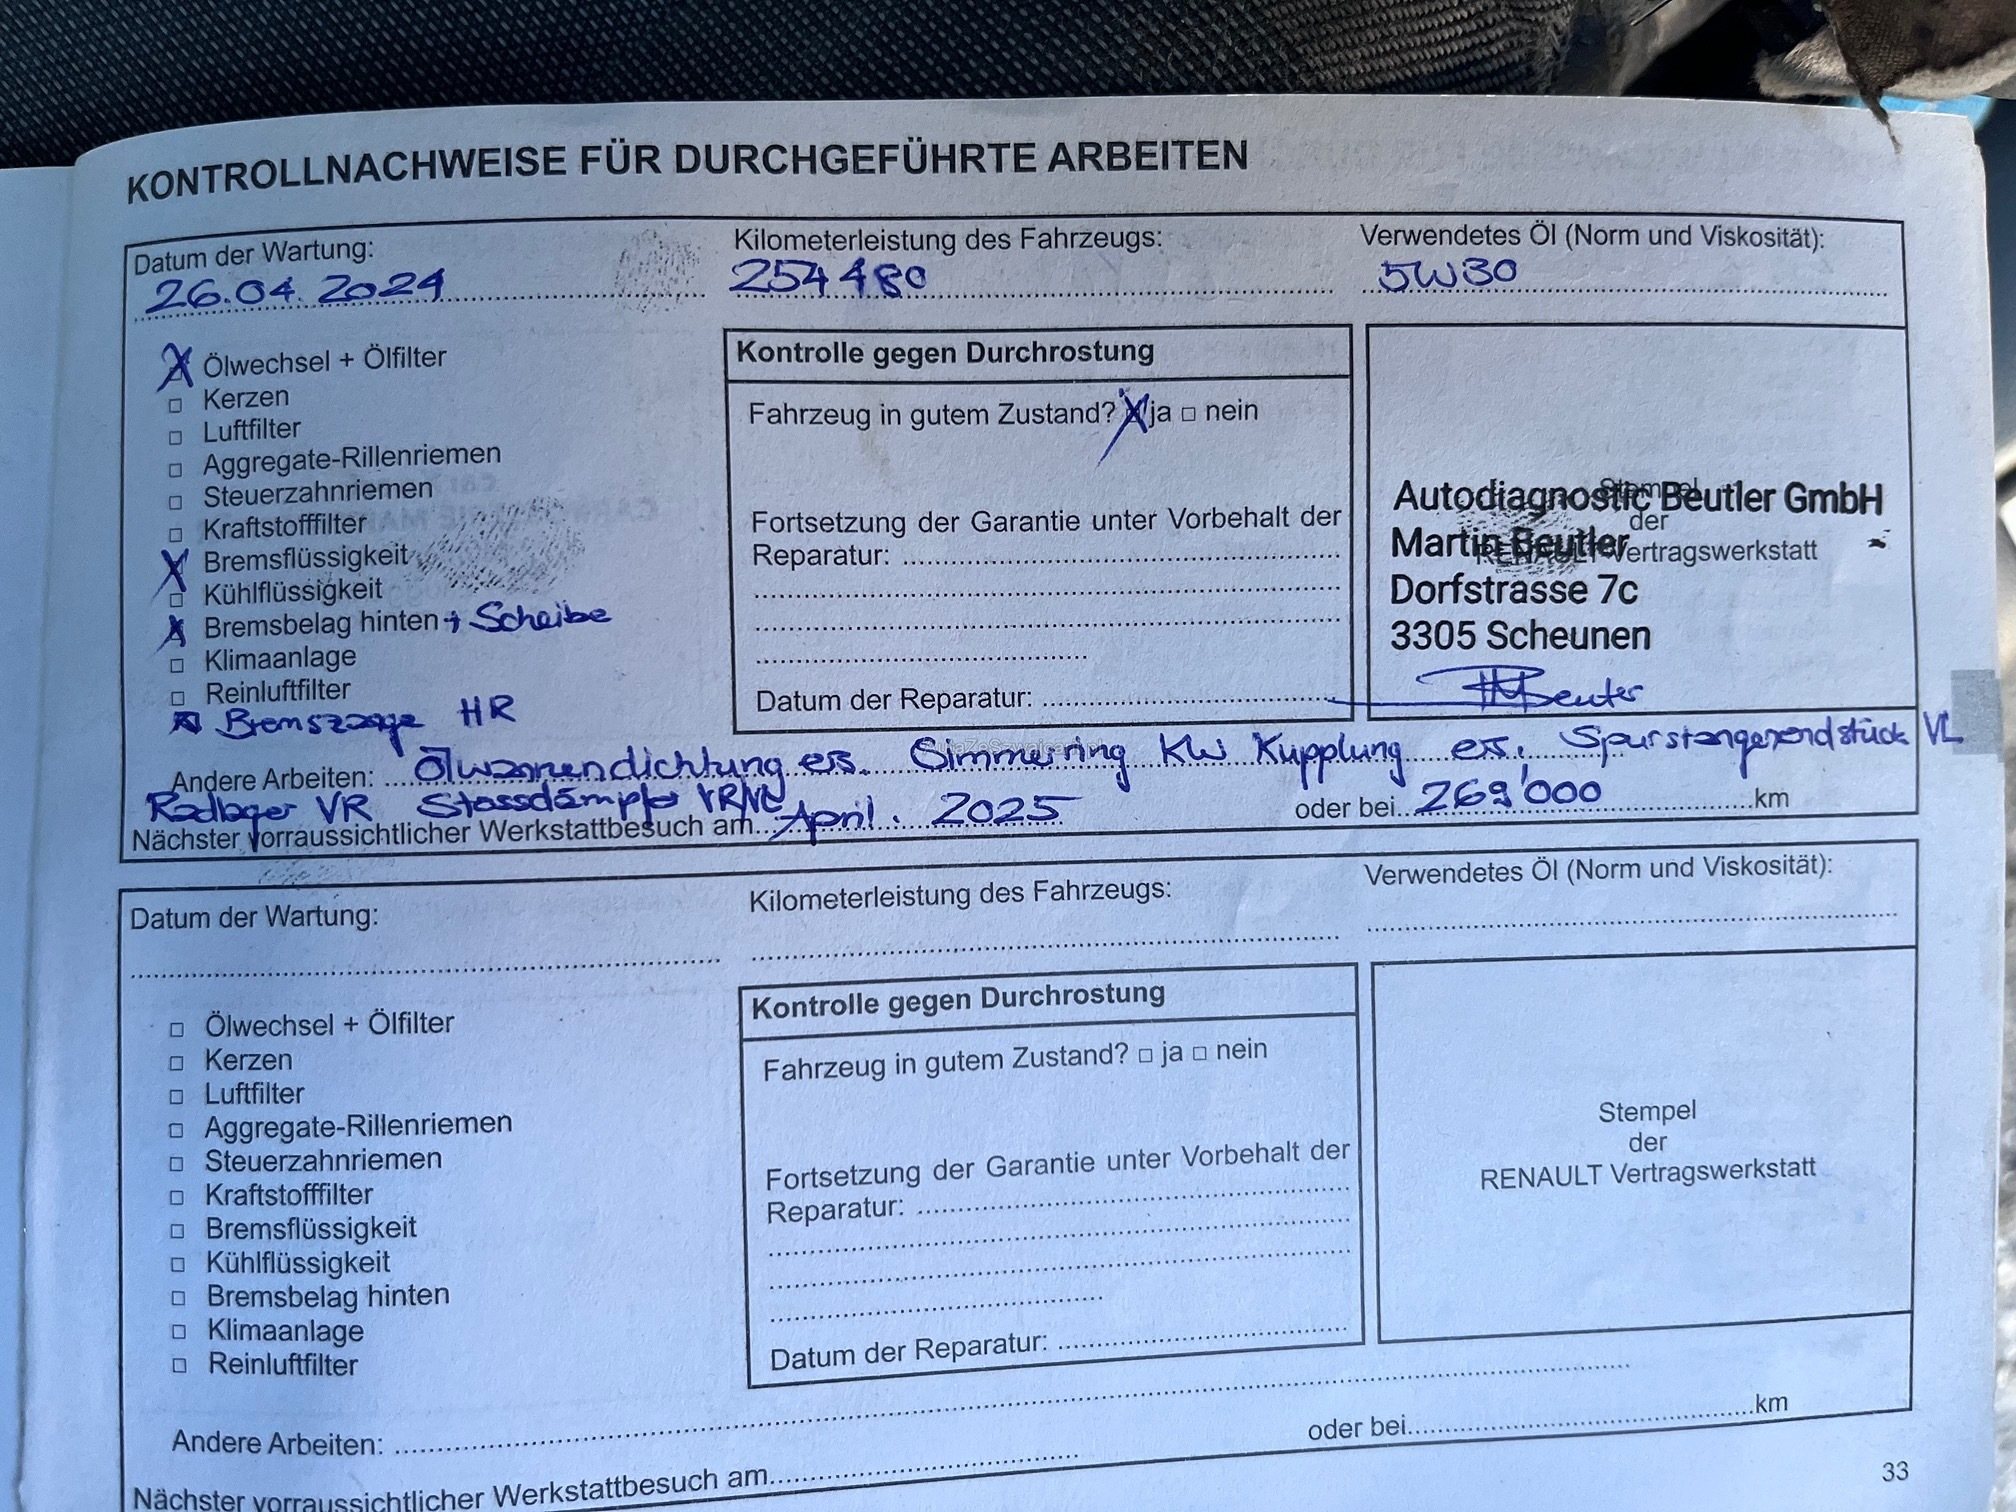 KONTROLLNACHWEISE FÜR DURCHGEFÜHRTE ARBEITEN
Datum der Wartung:
26.04.2024
Kilometerleistung des Fahrzeugs:
254480
Verwendetes Öl (Norm und Viskosität):
5W30
Ölwechsel + Ölfilter
Kerzen
Luftfilter
Aggregate-Rillenriemen
Steuerzahnriemen
Kraftstofffilter
Bremsflüssigkeit
Kühlflüssigkeit
Bremsbelag hinten + Scheibe
Klimaanlage
Reinluftfilter
Bremszange HR
Kontrolle gegen Durchrostung
Fahrzeug in gutem Zustand? ja nein
Fortsetzung der Garantie unter Vorbehalt der
Reparatur:
Datum der Reparatur:
Stempel
der
Vertragswerkstatt
Autodiagnostic Beutler GmbH
Martin Beutler
Dorfstrasse 7c
3305 Scheunen
Andere Arbeiten: Ölwannendichtung ers. Simmerring KW Kupplung ers. Spurstangenendstück VL
Radlager VR Stossdämpfer VR/VL
Nächster vorraussichtlicher Werkstattbesuch am April. 2025 oder bei 269'000 km
Datum der Wartung:
Kilometerleistung des Fahrzeugs:
Verwendetes Öl (Norm und Viskosität):
Ölwechsel + Ölfilter
Kerzen
Luftfilter
Aggregate-Rillenriemen
Steuerzahnriemen
Kraftstofffilter
Bremsflüssigkeit
Kühlflüssigkeit
Bremsbelag hinten
Klimaanlage
Reinluftfilter
Kontrolle gegen Durchrostung
Fahrzeug in gutem Zustand? ja nein
Fortsetzung der Garantie unter Vorbehalt der
Reparatur:
Datum der Reparatur:
Stempel
der
RENAULT Vertragswerkstatt
Andere Arbeiten:
Nächster vorraussichtlicher Werkstattbesuch am oder bei km
33